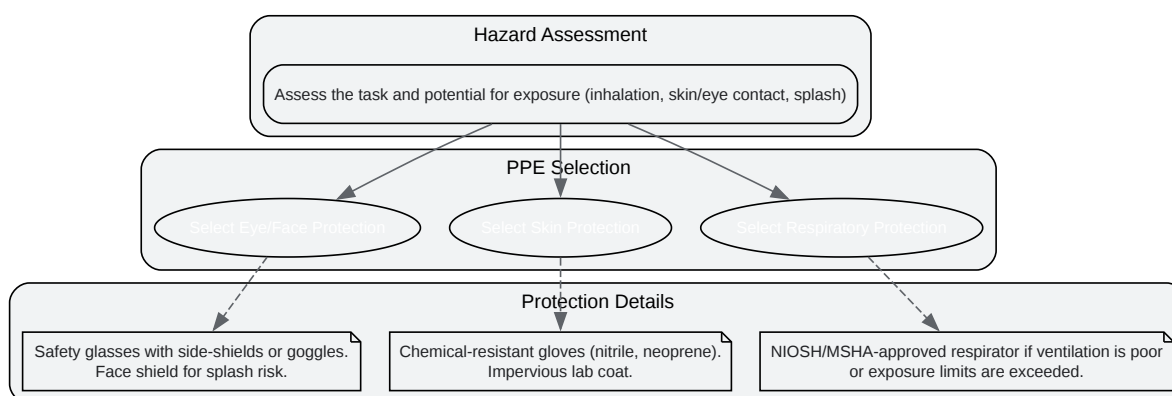 Hazard Assessment
Assess the task and potential for exposure (inhalation, skin/eye contact, splash)
PPE Selection
Select Eye/Face Protection
Select Skin Protection
Select Respiratory Protection
Protection Details
Safety glasses with side-shields or goggles.
Face shield for splash risk.
Chemical-resistant gloves (nitrile, neoprene).
Impervious lab coat.
NIOSH/MSHA-approved respirator if ventilation is poor
or exposure limits are exceeded.